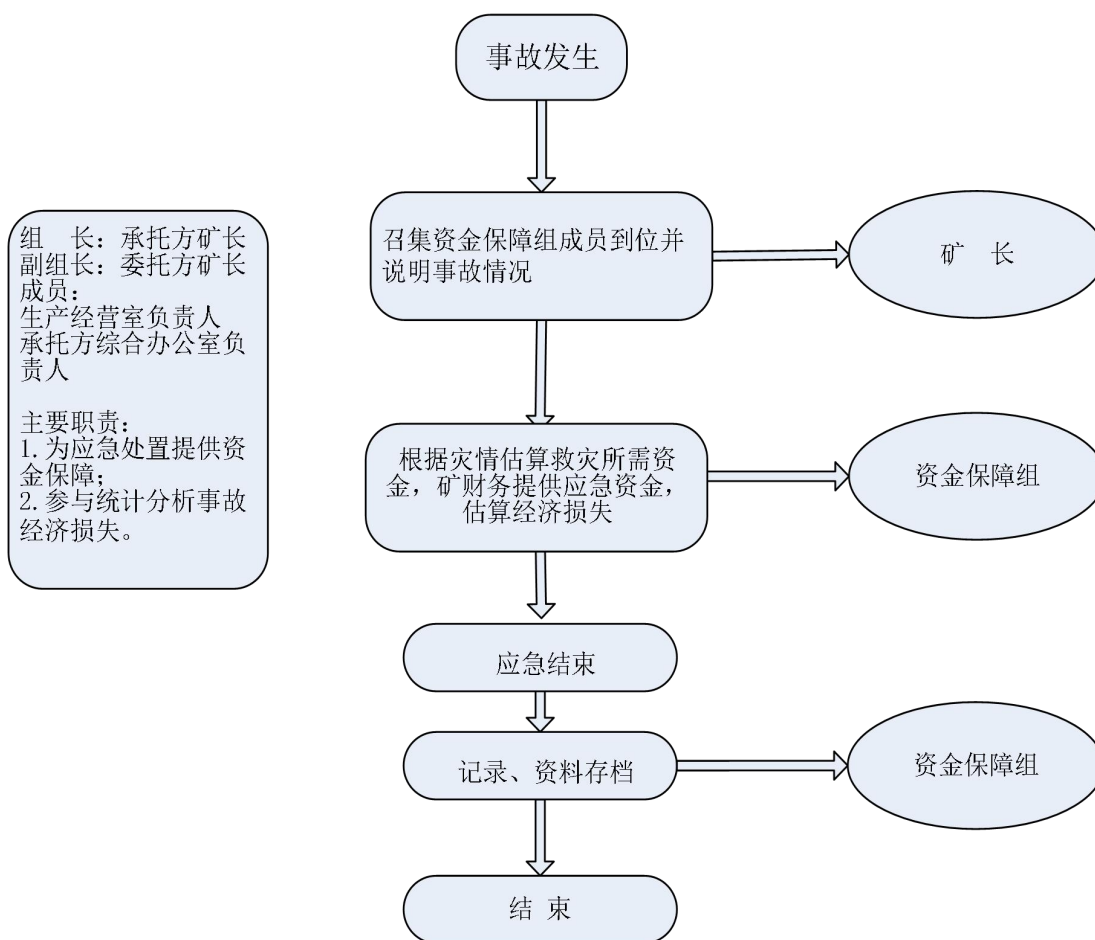 事故发生
组　长：承托方矿长
副组长：委托方矿长
成员：
生产经营室负责人
承托方综合办公室负
责人
主要职责：
1.为应急处置提供资
金保障；
2.参与统计分析事故
经济损失。
召集资金保障组成员到位并
说明事故情况
矿　长
根据灾情估算救灾所需资
金，矿财务提供应急资金，
估算经济损失
资金保障组
应急结束
记录、资料存档
资金保障组
结 束